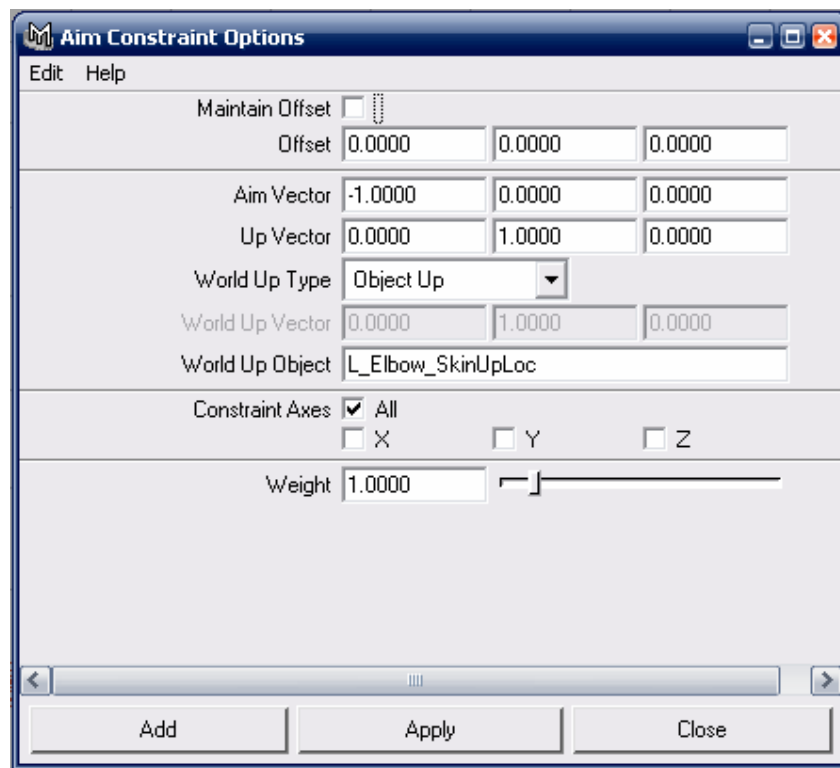 Aim Constraint Options
Edit Help
Maintain Offset
Offset 0.0000 0.0000 0.0000
Aim Vector -1.0000 0.0000 0.0000
Up Vector 0.0000 1.0000 0.0000
World Up Type Object Up
World Up Vector 0.0000 1.0000 0.0000
World Up Object L_Elbow_SkinUpLoc
Constraint Axes All
X Y Z
Weight 1.0000
Add Apply Close